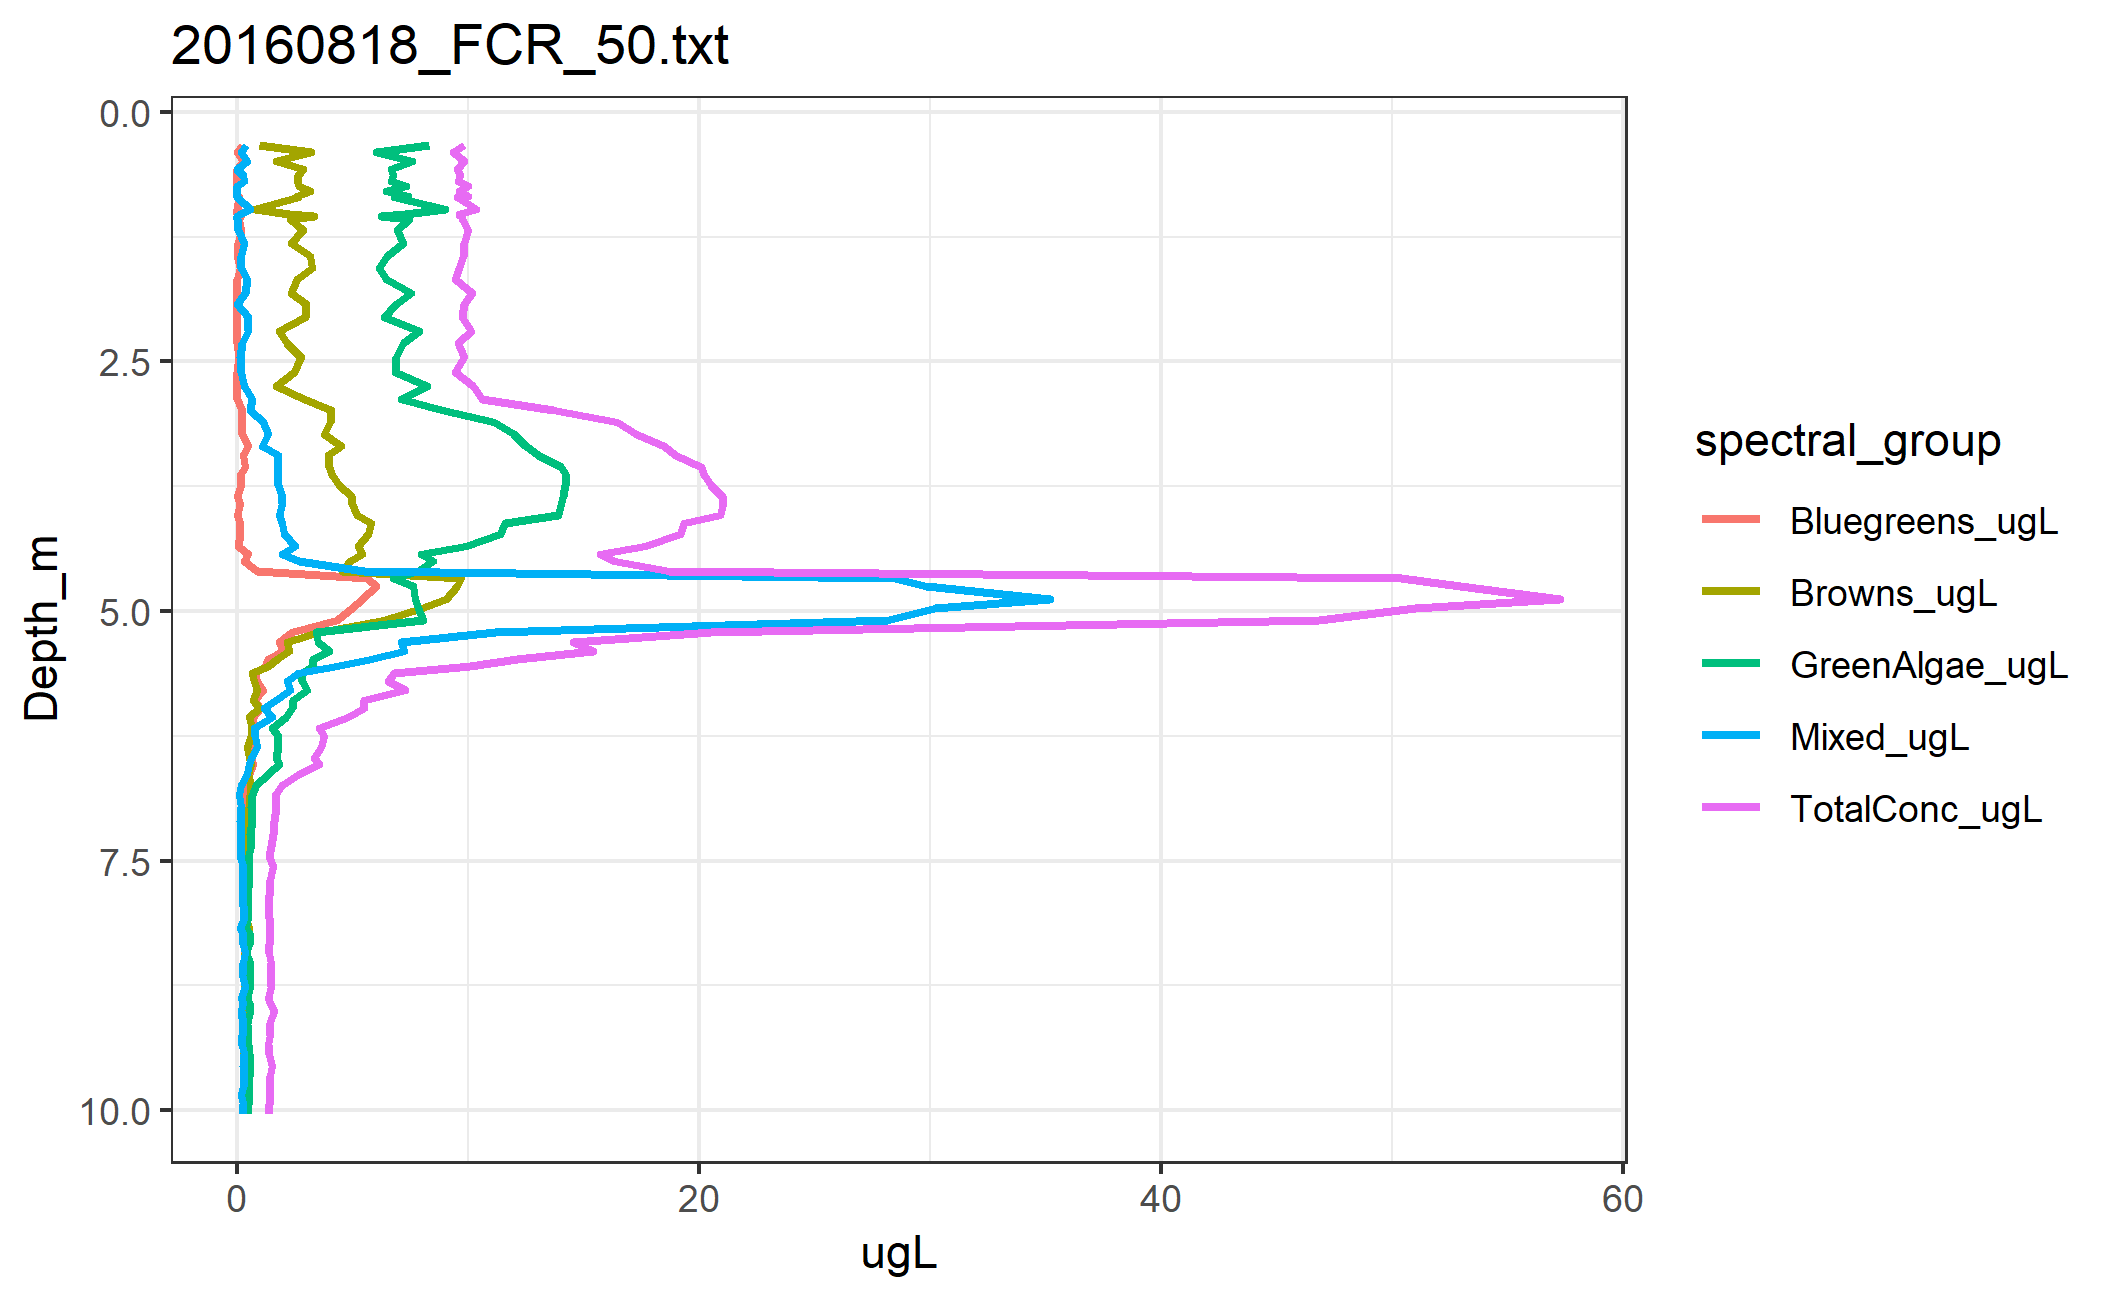 20160818_FCR_50.txt
0.0
2.5
5.0
7.5
10.0
Depth_m
0 20 40 60
ugL
spectral_group
Bluegreens_ugL
Browns_ugL
GreenAlgae_ugL
Mixed_ugL
TotalConc_ugL